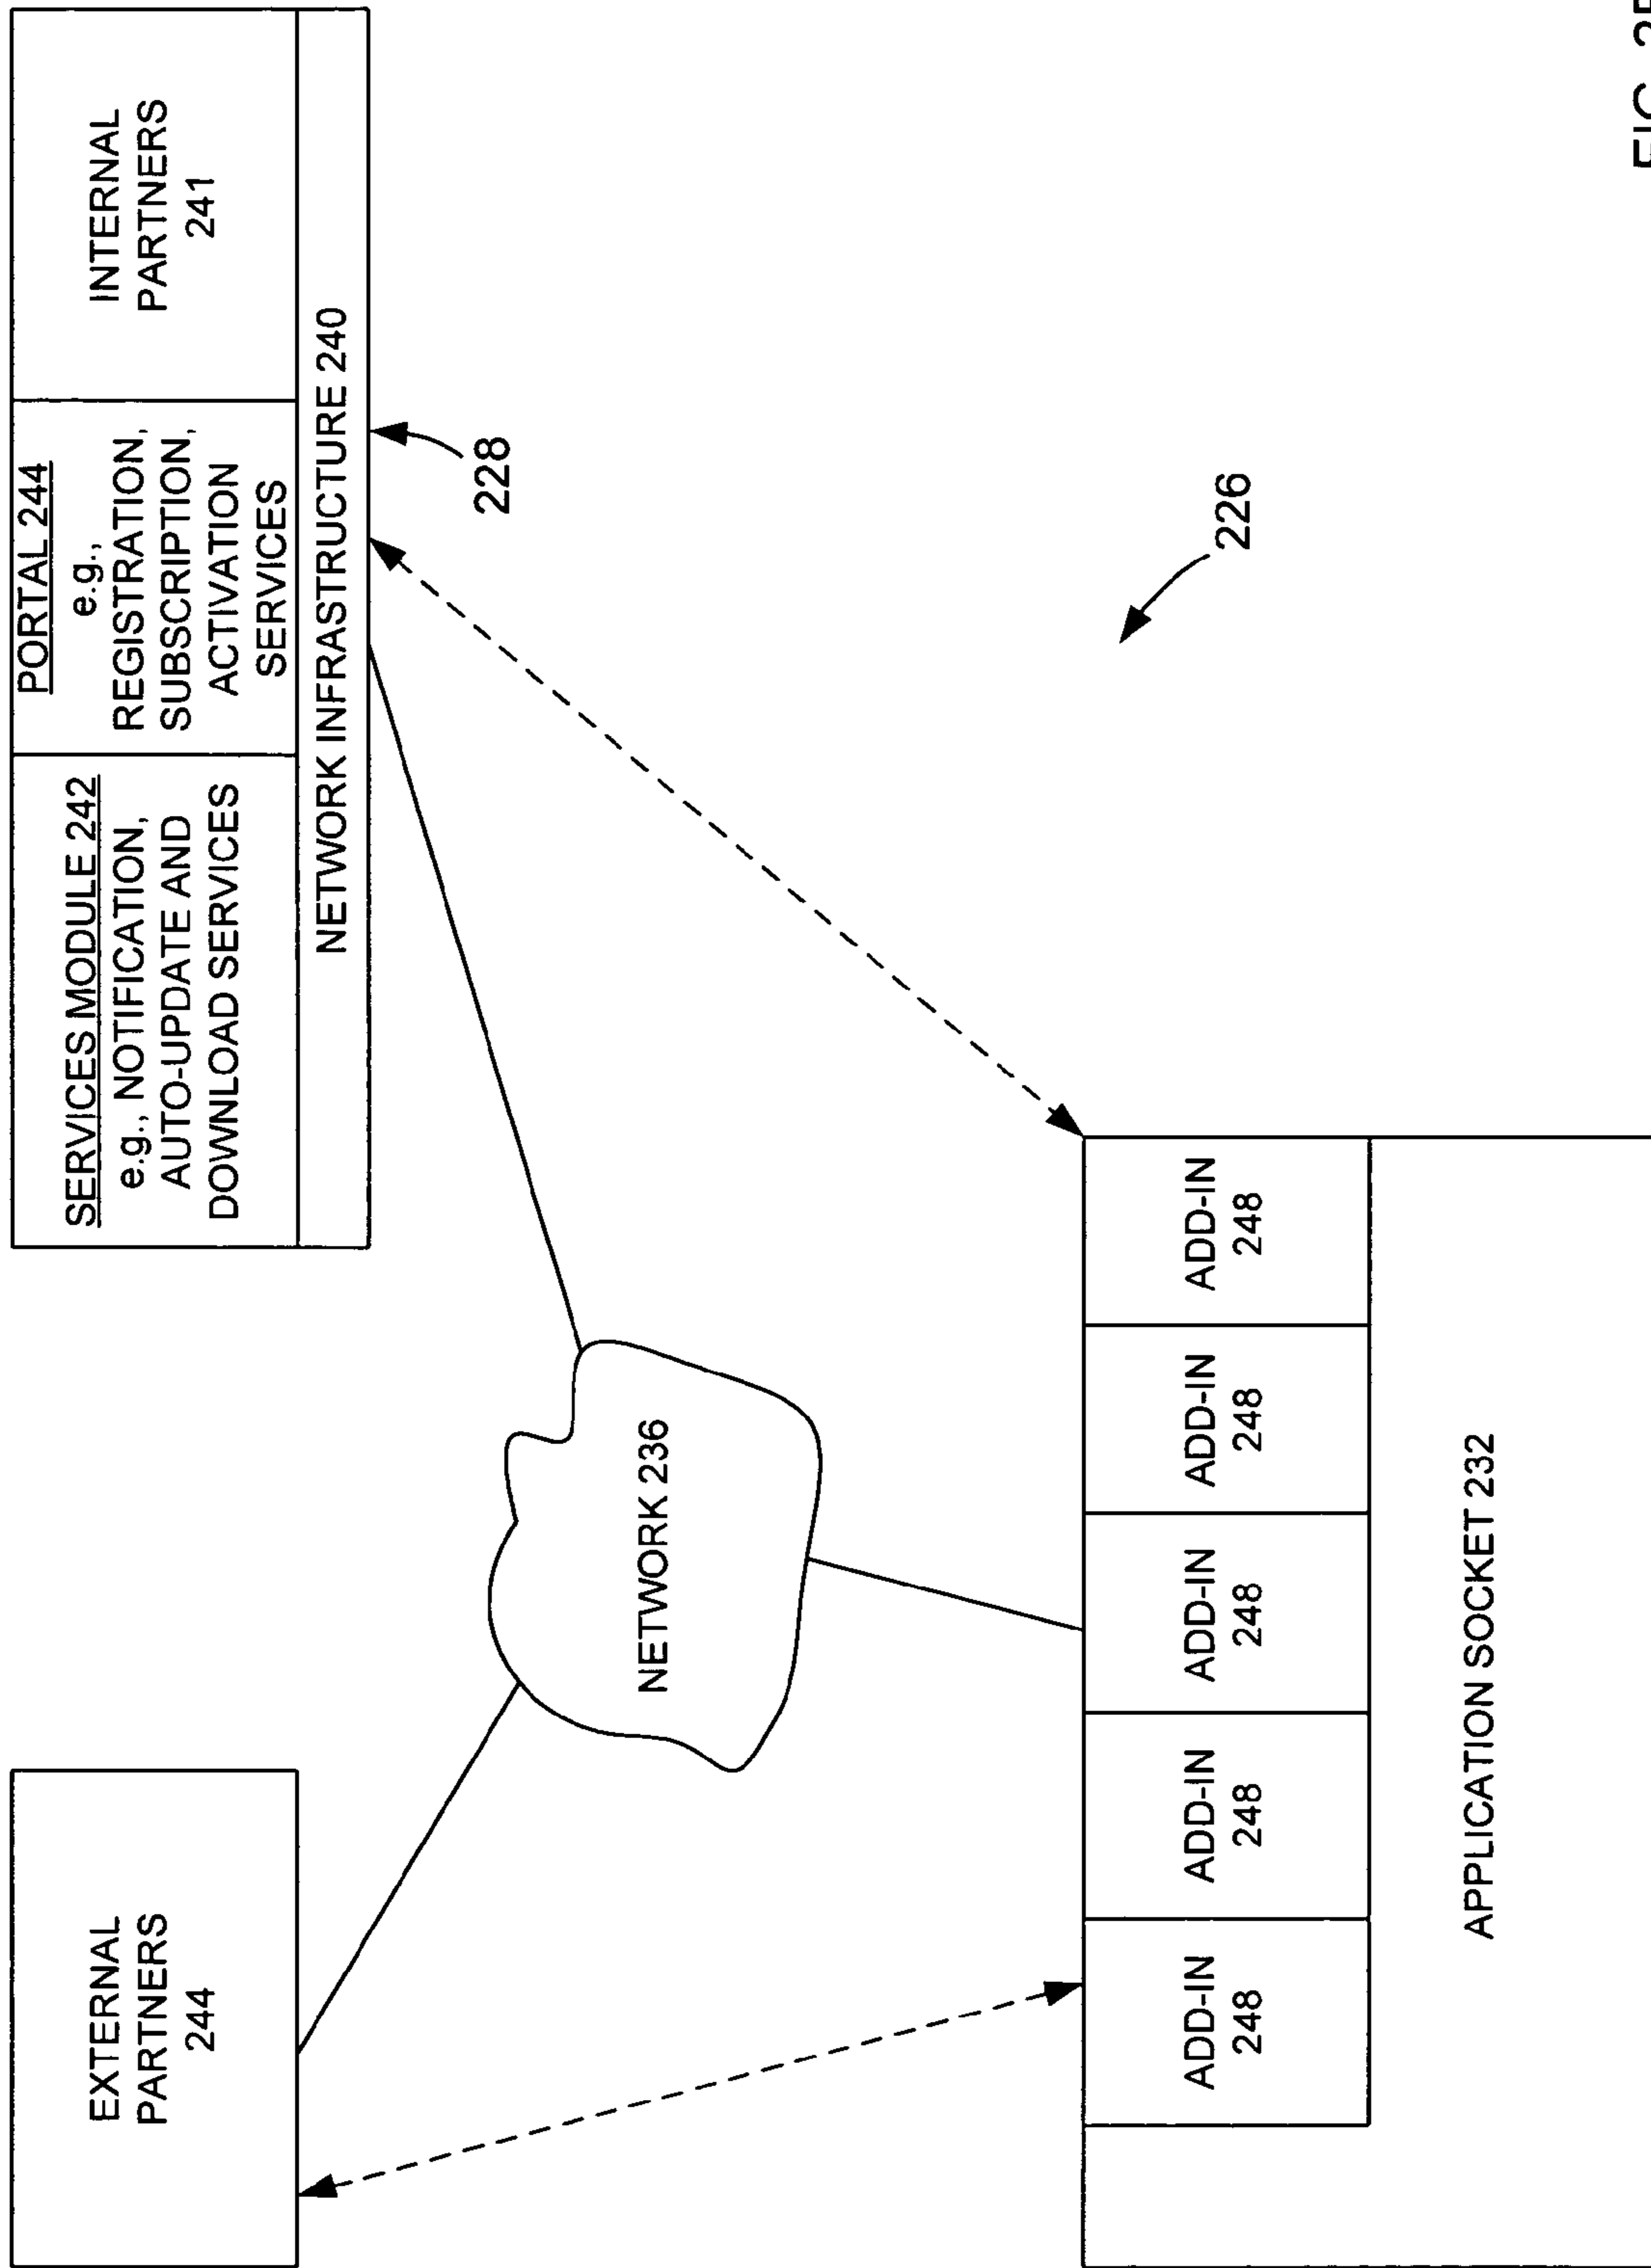 EXTERNAL
PARTNERS
244
SERVICES MODULE 242
e.g., NOTIFICATION,
AUTO-UPDATE AND
DOWNLOAD SERVICES
PORTAL 244
e.g.,
REGISTRATION,
SUBSCRIPTION,
ACTIVATION
SERVICES
INTERNAL
PARTNERS
241
NETWORK INFRASTRUCTURE 240
228
NETWORK 236
226
ADD-IN
248
ADD-IN
248
ADD-IN
248
ADD-IN
248
ADD-IN
248
APPLICATION SOCKET 232